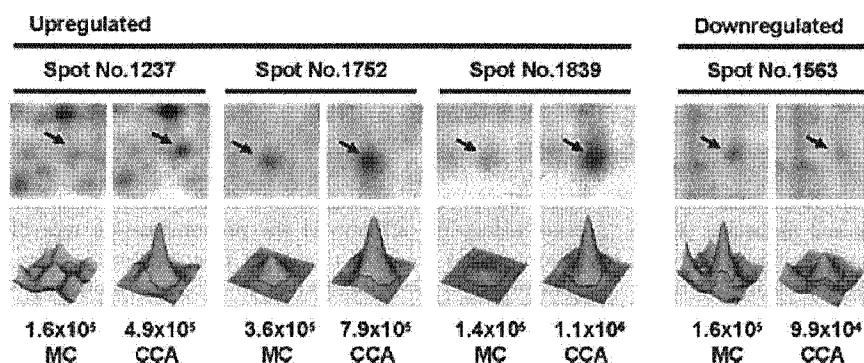 Upregulated Downregulated
Spot No.1237 Spot No.1752 Spot No.1839 Spot No.1563
1.6x10⁵ 4.9x10⁵ 3.6x10⁵ 7.9x10⁵ 1.4x10⁵ 1.1x10⁶ 1.6x10⁵ 9.9x10⁴
MC CCA MC CCA MC CCA MC CCA